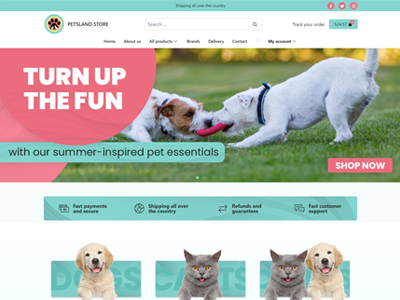 Shipping all over the country
PETSLAND STORE
Search ...
Track your order
Home
About us
All products
Brands
Delivery
Contact
My account
TURN UP
THE FUN
with our summer-inspired pet essentials
SHOP NOW
Fast payments
and secure
Shipping all over
the country
Refunds and
guarantees
Fast customer
support
DOGS
CATS